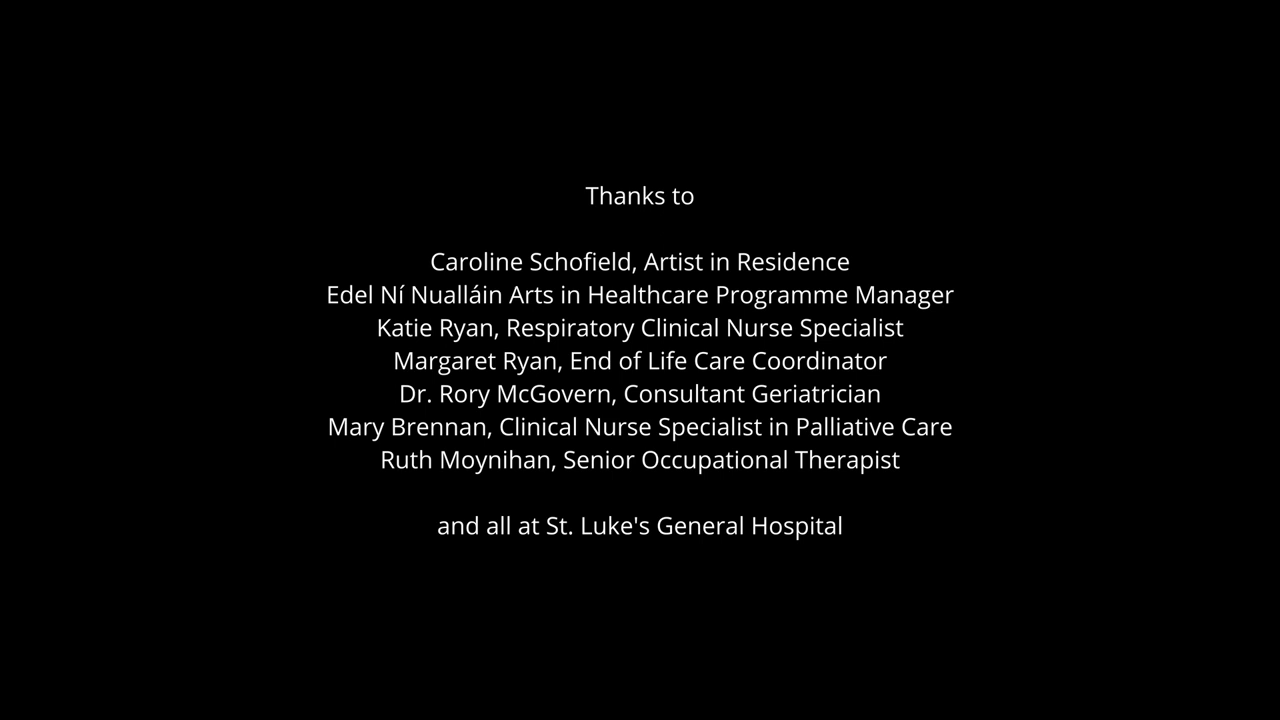 Thanks to
Caroline Schofield, Artist in Residence
Edel Ní Nualláin Arts in Healthcare Programme Manager
Katie Ryan, Respiratory Clinical Nurse Specialist
Margaret Ryan, End of Life Care Coordinator
Dr. Rory McGovern, Consultant Geriatrician
Mary Brennan, Clinical Nurse Specialist in Palliative Care
Ruth Moynihan, Senior Occupational Therapist
and all at St. Luke's General Hospital